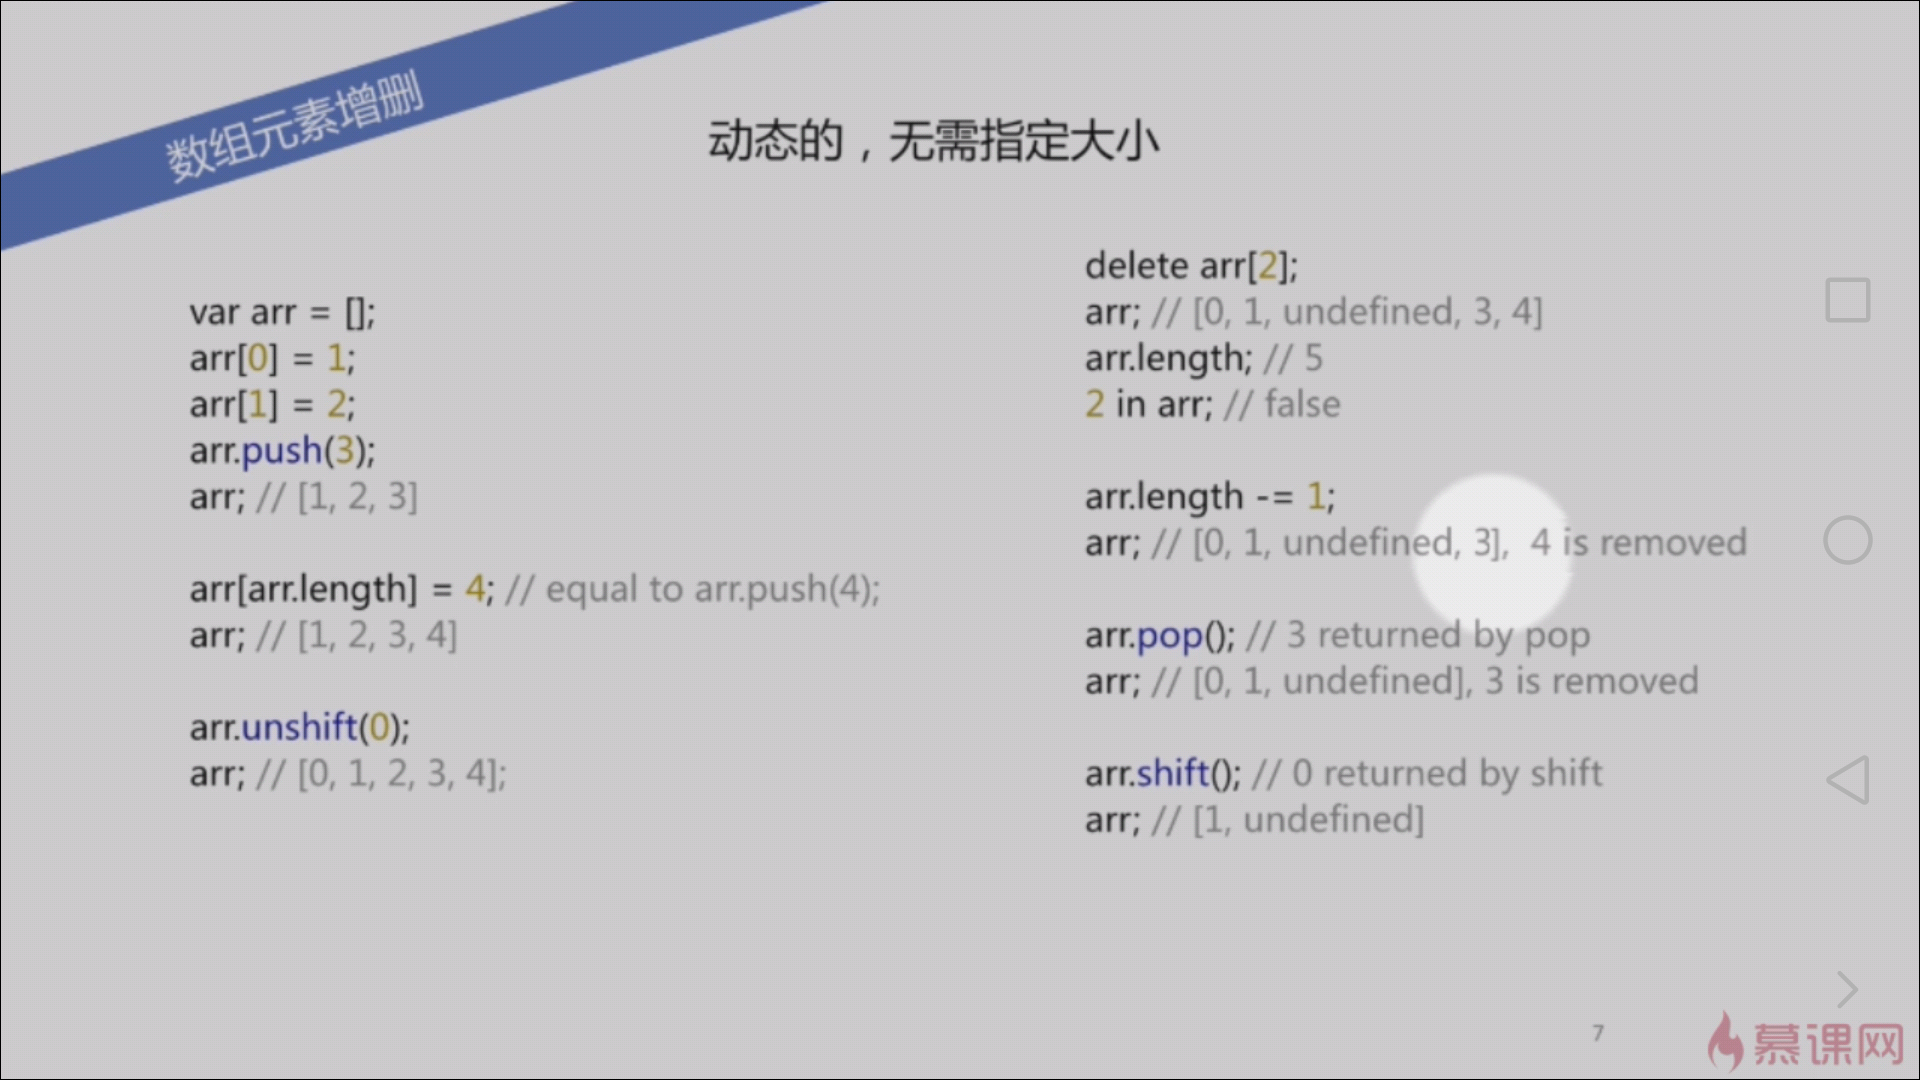 数组元素增删
动态的，无需指定大小
var arr = [];
arr[0] = 1;
arr[1] = 2;
arr.push(3);
arr; // [1, 2, 3]
arr[arr.length] = 4; // equal to arr.push(4);
arr; // [1, 2, 3, 4]
arr.unshift(0);
arr; // [0, 1, 2, 3, 4];
delete arr[2];
arr; // [0, 1, undefined, 3, 4]
arr.length; // 5
2 in arr; // false
arr.length -= 1;
arr; // [0, 1, undefined, 3], 4 is removed
arr.pop(); // 3 returned by pop
arr; // [0, 1, undefined], 3 is removed
arr.shift(); // 0 returned by shift
arr; // [1, undefined]
7
慕课网